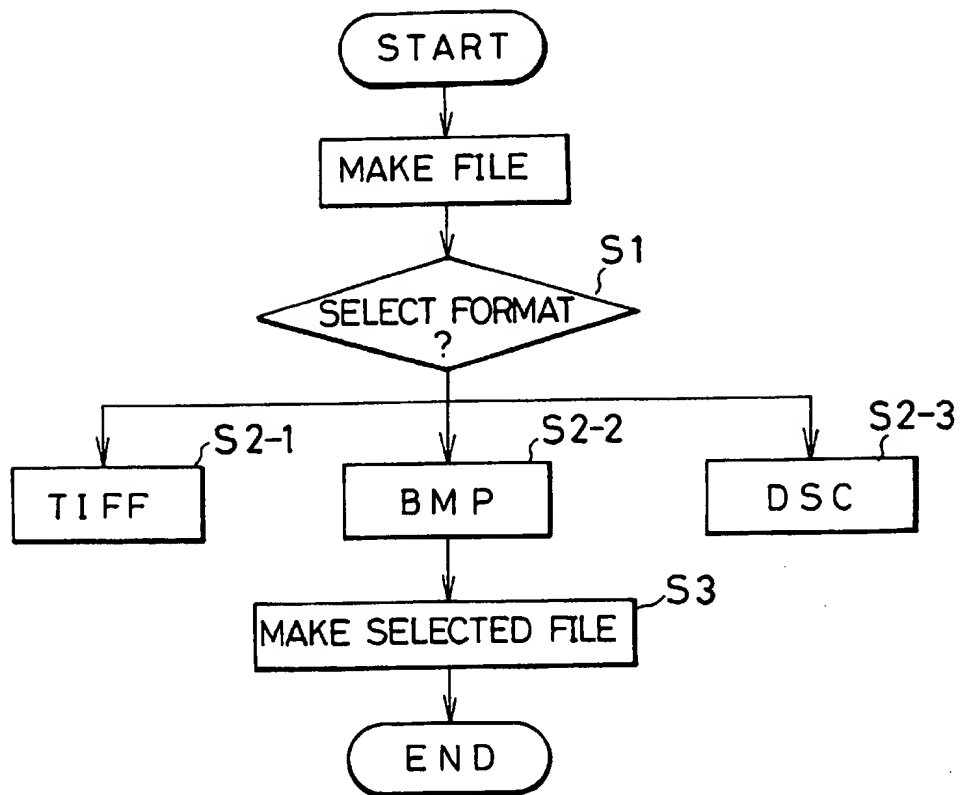 START
MAKE FILE
S1
SELECT FORMAT
?
S2-1
S2-2
S2-3
TIFF
BMP
DSC
S3
MAKE SELECTED FILE
END